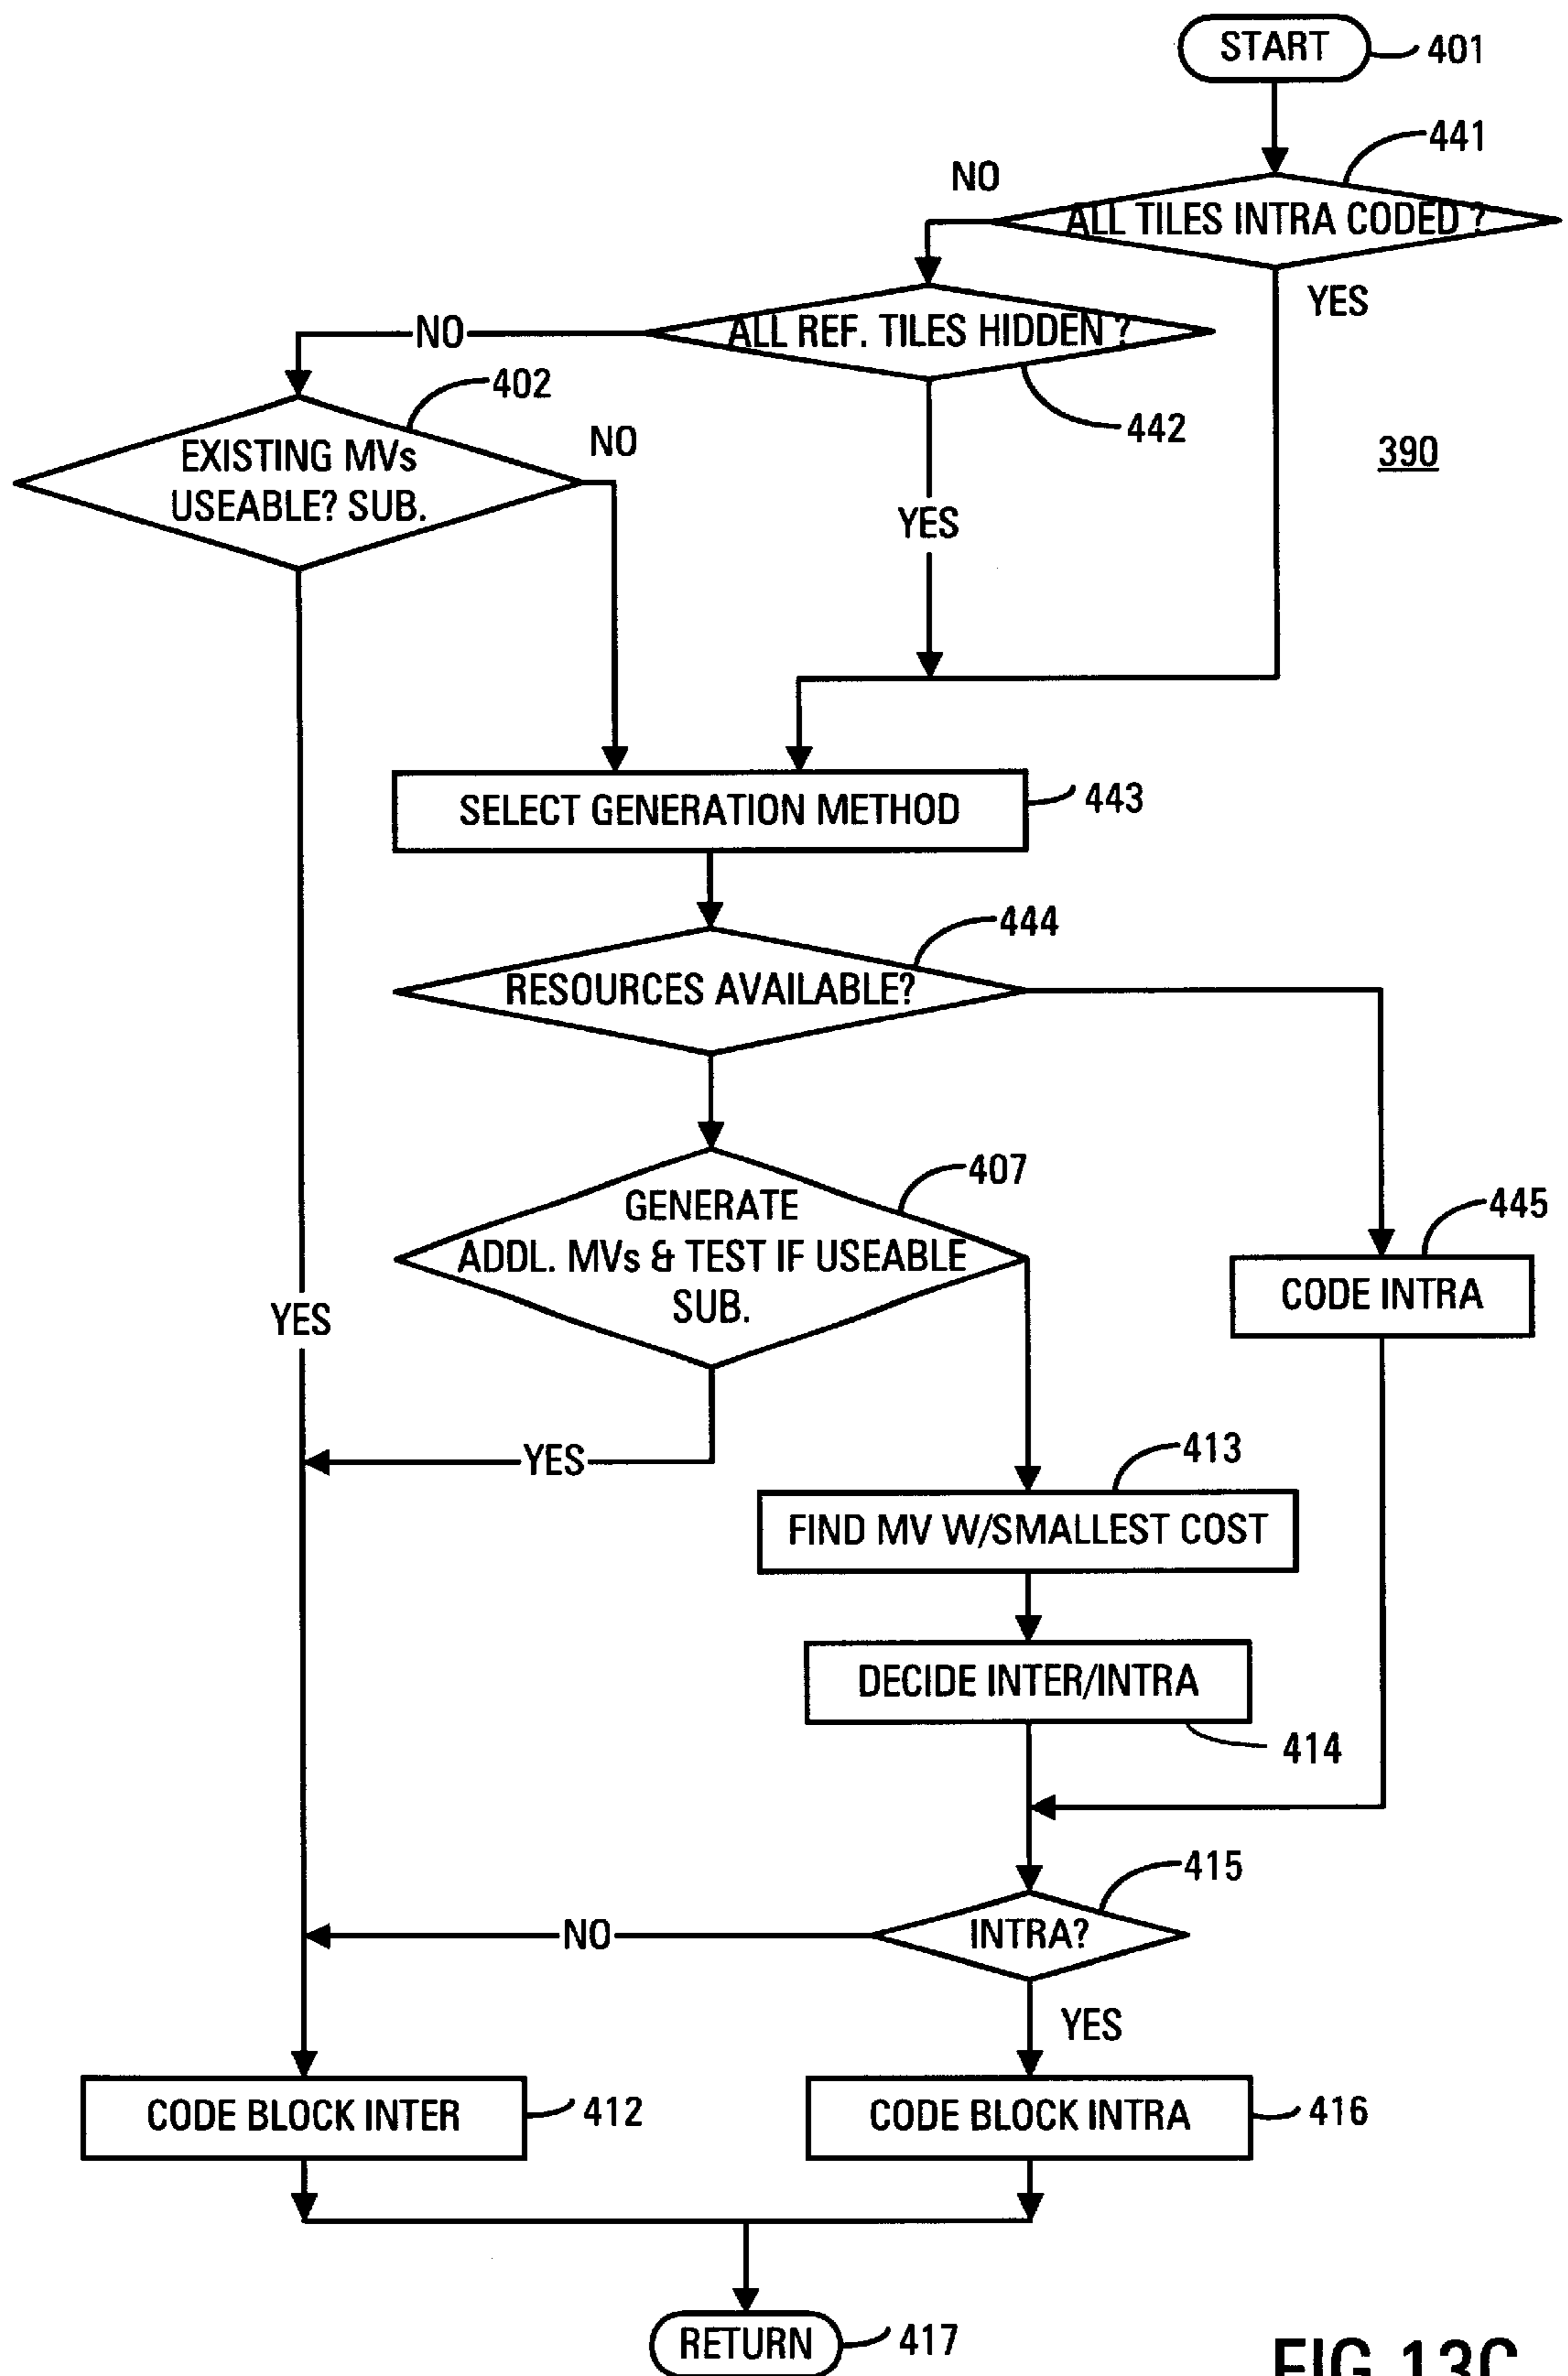 START
401
441
NO
ALL TILES INTRA CODED ?
YES
NO
ALL REF. TILES HIDDEN ?
402
442
NO
390
EXISTING MVs
USEABLE? SUB.
YES
SELECT GENERATION METHOD
443
444
RESOURCES AVAILABLE?
407
GENERATE
ADDL. MVs & TEST IF USEABLE
SUB.
445
CODE INTRA
YES
YES
413
FIND MV W/SMALLEST COST
DECIDE INTER/INTRA
414
415
INTRA?
NO
YES
CODE BLOCK INTER
412
CODE BLOCK INTRA
416
RETURN
417
FIG.13C